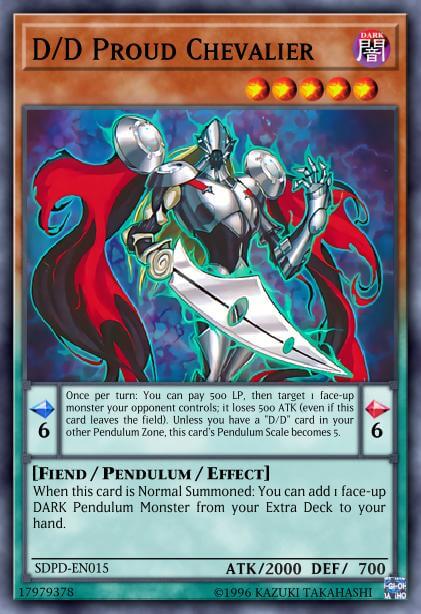 D/D Proud Chevalier
DARK
闇
Once per turn: You can pay 500 LP, then target 1 face-up
monster your opponent controls; it loses 500 ATK (even if this
card leaves the field). Unless you have a "D/D" card in
your other Pendulum Zone, this card's Pendulum Scale becomes 5.
6
6
[Fiend / Pendulum / Effect]
When this card is Normal Summoned: You can add 1 face-up
DARK Pendulum Monster from your Extra Deck to your
hand.
SDPD-EN015
ATK/2000 DEF/ 700
17979378
©1996 KAZUKI TAKAHASHI